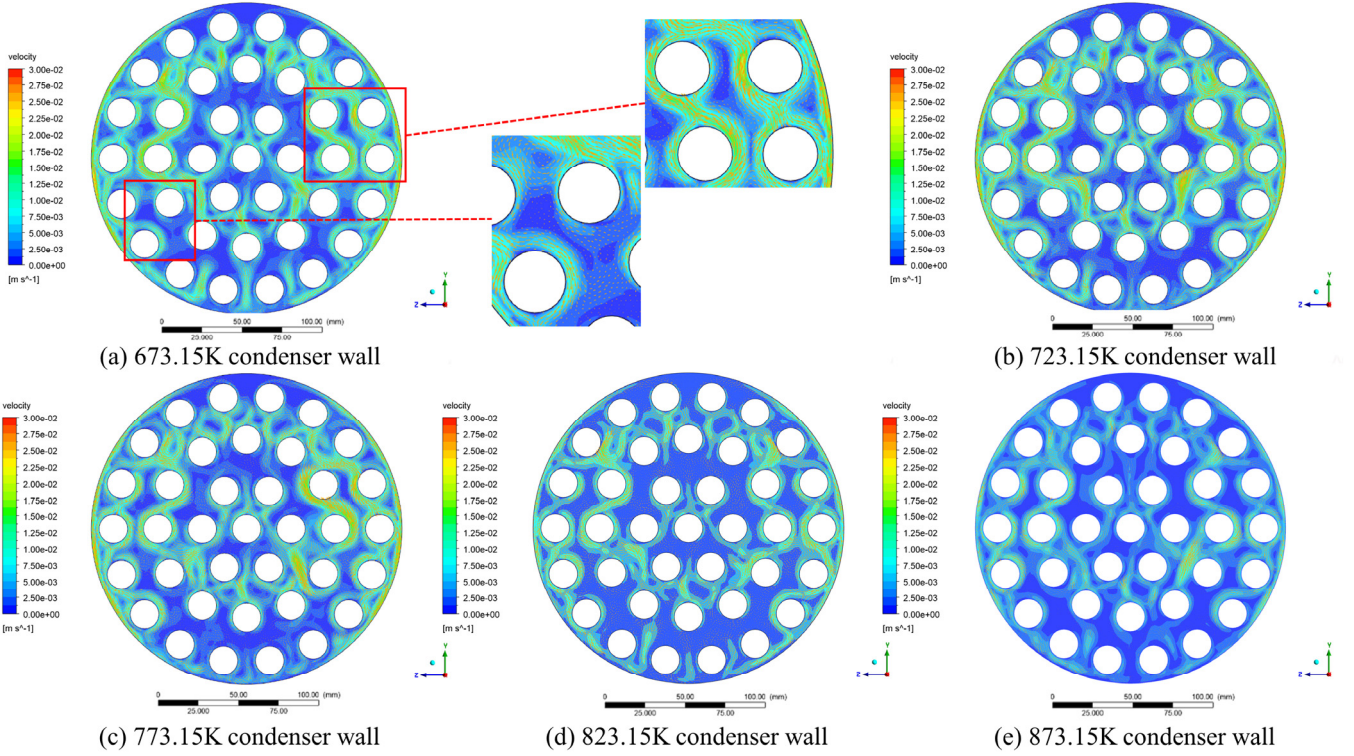 velocity
3.00e-02
2.75e-02
2.50e-02
2.25e-02
2.00e-02
1.75e-02
1.50e-02
1.25e-02
1.00e-02
7.50e-03
5.00e-03
2.50e-03
0.00e+00
[m s^-1]
0 50.00 100.00 (mm)
25.000 75.00
Y
Z
(a) 673.15K condenser wall
velocity
3.00e-02
2.75e-02
2.50e-02
2.25e-02
2.00e-02
1.75e-02
1.50e-02
1.25e-02
1.00e-02
7.50e-03
5.00e-03
2.50e-03
0.00e+00
[m s^-1]
0 50.00 100.00 (mm)
25.000 75.00
Y
Z
(b) 723.15K condenser wall
velocity
3.00e-02
2.75e-02
2.50e-02
2.25e-02
2.00e-02
1.75e-02
1.50e-02
1.25e-02
1.00e-02
7.50e-03
5.00e-03
2.50e-03
0.00e+00
[m s^-1]
0 50.00 100.00 (mm)
25.000 75.00
Y
Z
(c) 773.15K condenser wall
velocity
3.00e-02
2.75e-02
2.50e-02
2.25e-02
2.00e-02
1.75e-02
1.50e-02
1.25e-02
1.00e-02
7.50e-03
5.00e-03
2.50e-03
0.00e+00
[m s^-1]
0 50.00 100.00 (mm)
25.000 75.00
Y
Z
(d) 823.15K condenser wall
velocity
3.00e-02
2.75e-02
2.50e-02
2.25e-02
2.00e-02
1.75e-02
1.50e-02
1.25e-02
1.00e-02
7.50e-03
5.00e-03
2.50e-03
0.00e+00
[m s^-1]
0 50.00 100.00 (mm)
25.000 75.00
Y
Z
(e) 873.15K condenser wall